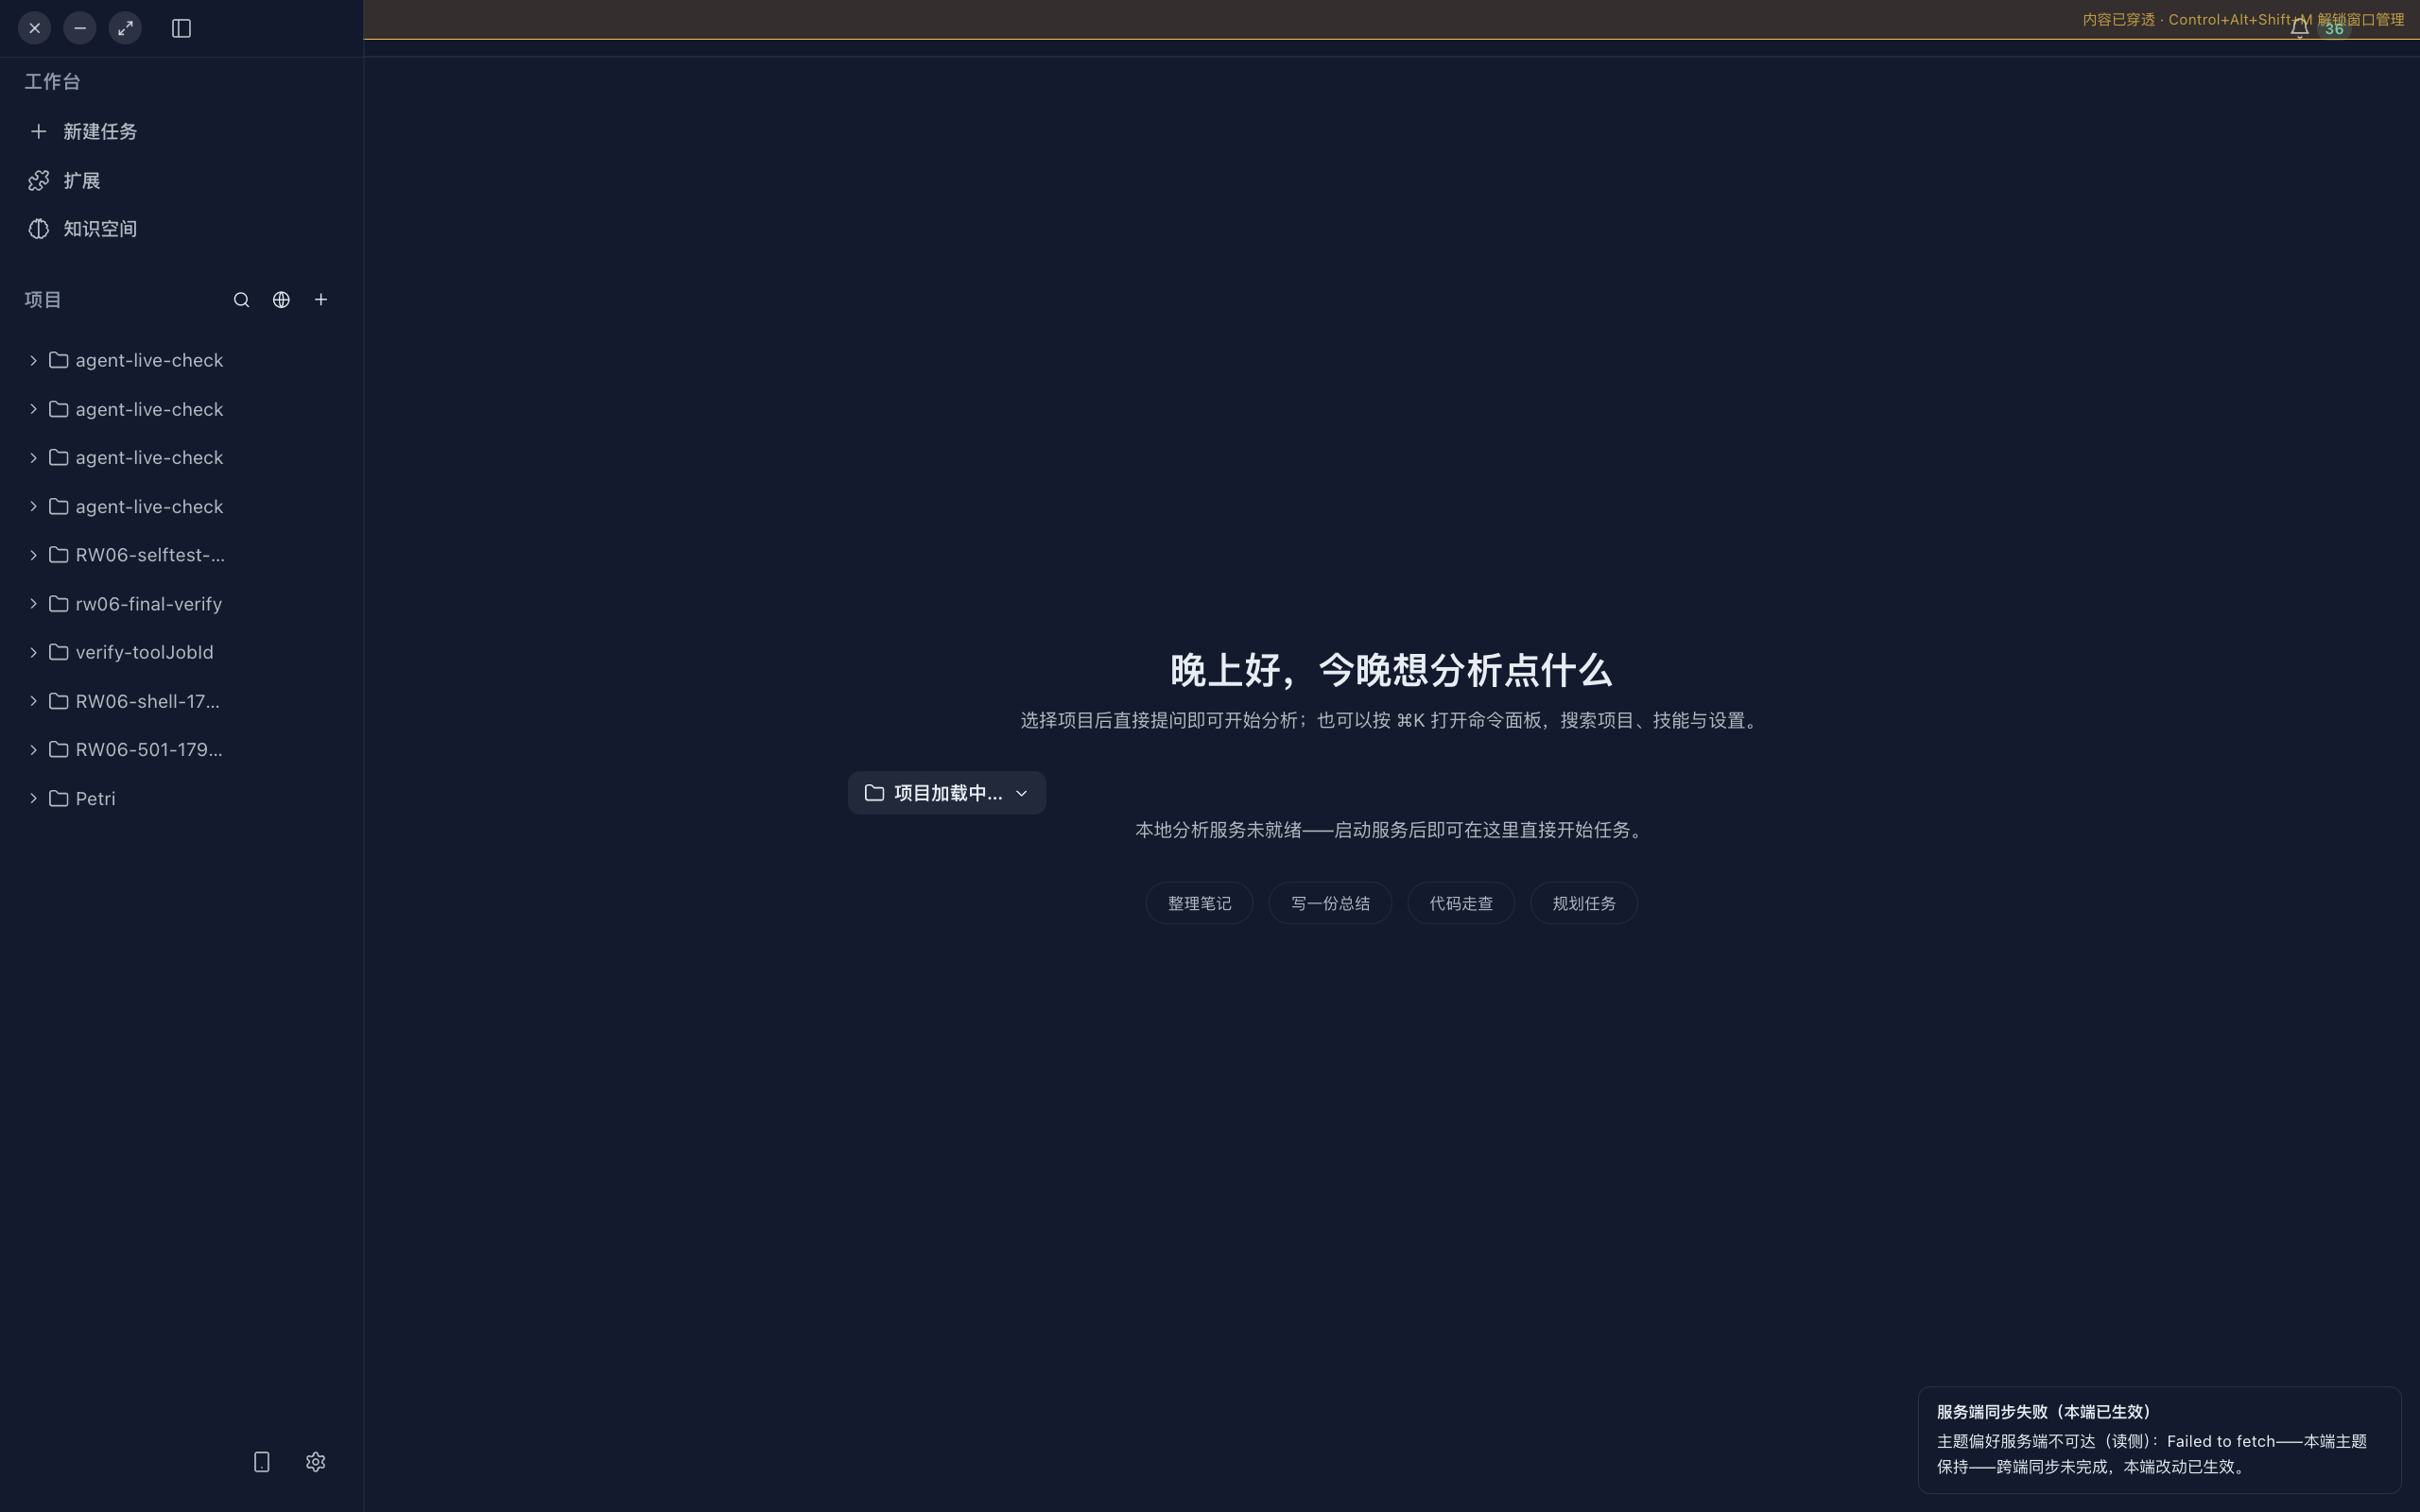 内容已穿透 · Control+Alt+Shift+M 解锁窗口管理
36
工作台
新建任务
扩展
知识空间
项目
agent-live-check
agent-live-check
agent-live-check
agent-live-check
RW06-selftest-...
rw06-final-verify
verify-toolJobId
RW06-shell-17...
RW06-501-179...
Petri
晚上好，今晚想分析点什么
选择项目后直接提问即可开始分析；也可以按 ⌘K 打开命令面板，搜索项目、技能与设置。
项目加载中...
本地分析服务未就绪——启动服务后即可在这里直接开始任务。
整理笔记
写一份总结
代码走查
规划任务
服务端同步失败（本端已生效）
主题偏好服务端不可达（读侧）：Failed to fetch——本端主题
保持——跨端同步未完成，本端改动已生效。